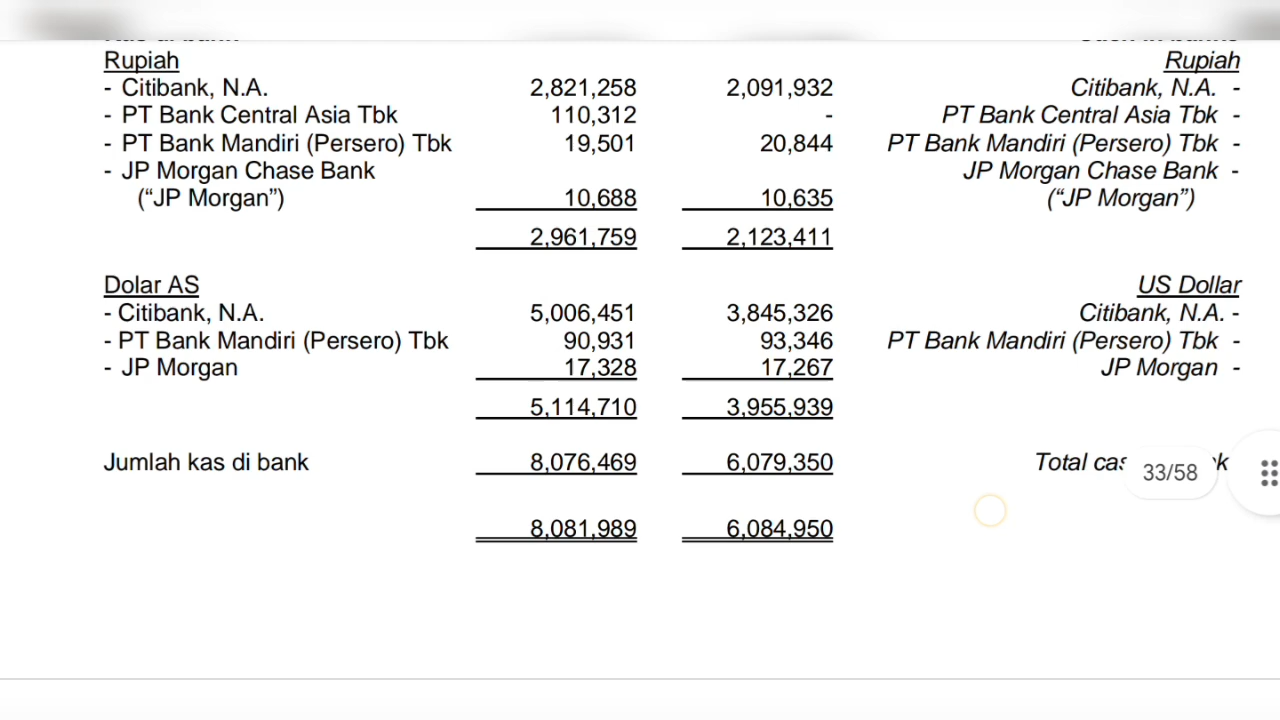 Rupiah 2,821,258 2,091,932 Rupiah
- Citibank, N.A. 2,821,258 2,091,932 Citibank, N.A. -
- PT Bank Central Asia Tbk 110,312 - PT Bank Central Asia Tbk -
- PT Bank Mandiri (Persero) Tbk 19,501 20,844 PT Bank Mandiri (Persero) Tbk -
- JP Morgan Chase Bank JP Morgan Chase Bank -
(“JP Morgan”) 10,688 10,635 (“JP Morgan”)
2,961,759 2,123,411
Dolar AS US Dollar
- Citibank, N.A. 5,006,451 3,845,326 Citibank, N.A. -
- PT Bank Mandiri (Persero) Tbk 90,931 93,346 PT Bank Mandiri (Persero) Tbk -
- JP Morgan 17,328 17,267 JP Morgan -
5,114,710 3,955,939
Jumlah kas di bank 8,076,469 6,079,350 Total
33/58
8,081,989 6,084,950